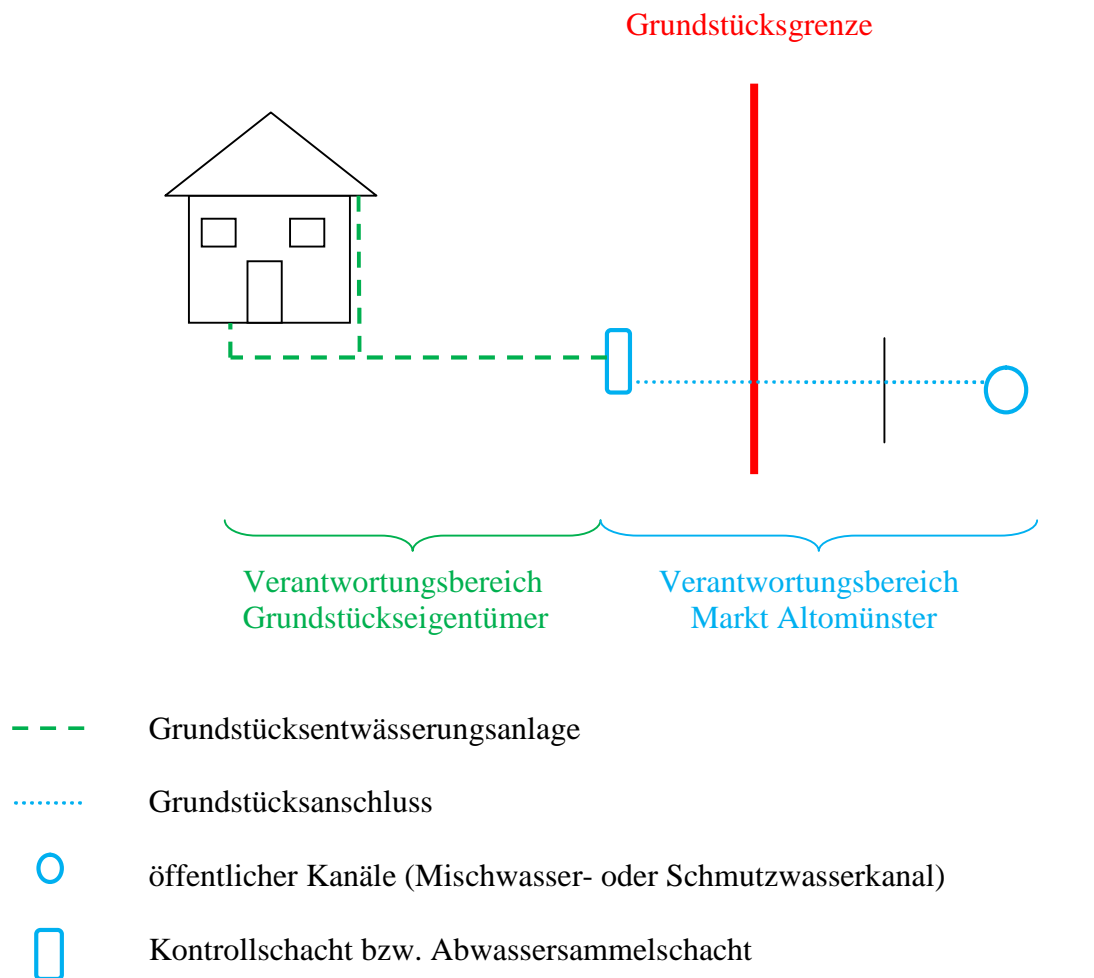 Grundstücksgrenze
Verantwortungsbereich
Grundstückseigentümer
Verantwortungsbereich
Markt Altomünster
Grundstücksentwässerungsanlage
Grundstücksanschluss
öffentlicher Kanäle (Mischwasser- oder Schmutzwasserkanal)
Kontrollschacht bzw. Abwassersammelschacht